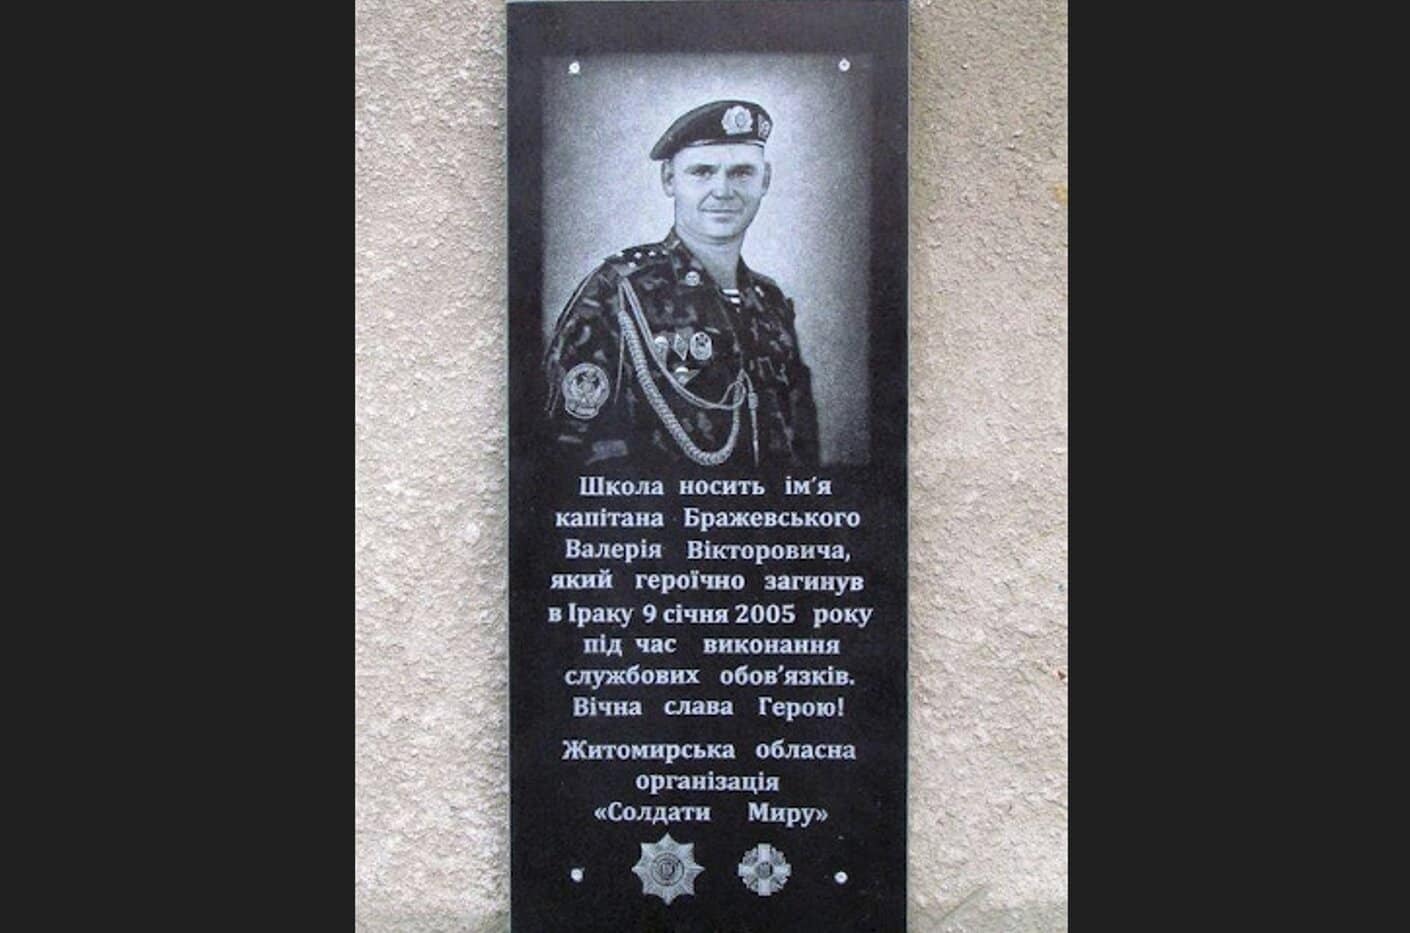 Школа носить ім'я
капітана Бражевського
Валерія Вікторовича,
який героїчно загинув
в Іраку 9 січня 2005 року
під час виконання
службових обов'язків.
Вічна слава Герою!
Житомирська обласна
організація
«Солдати Миру»